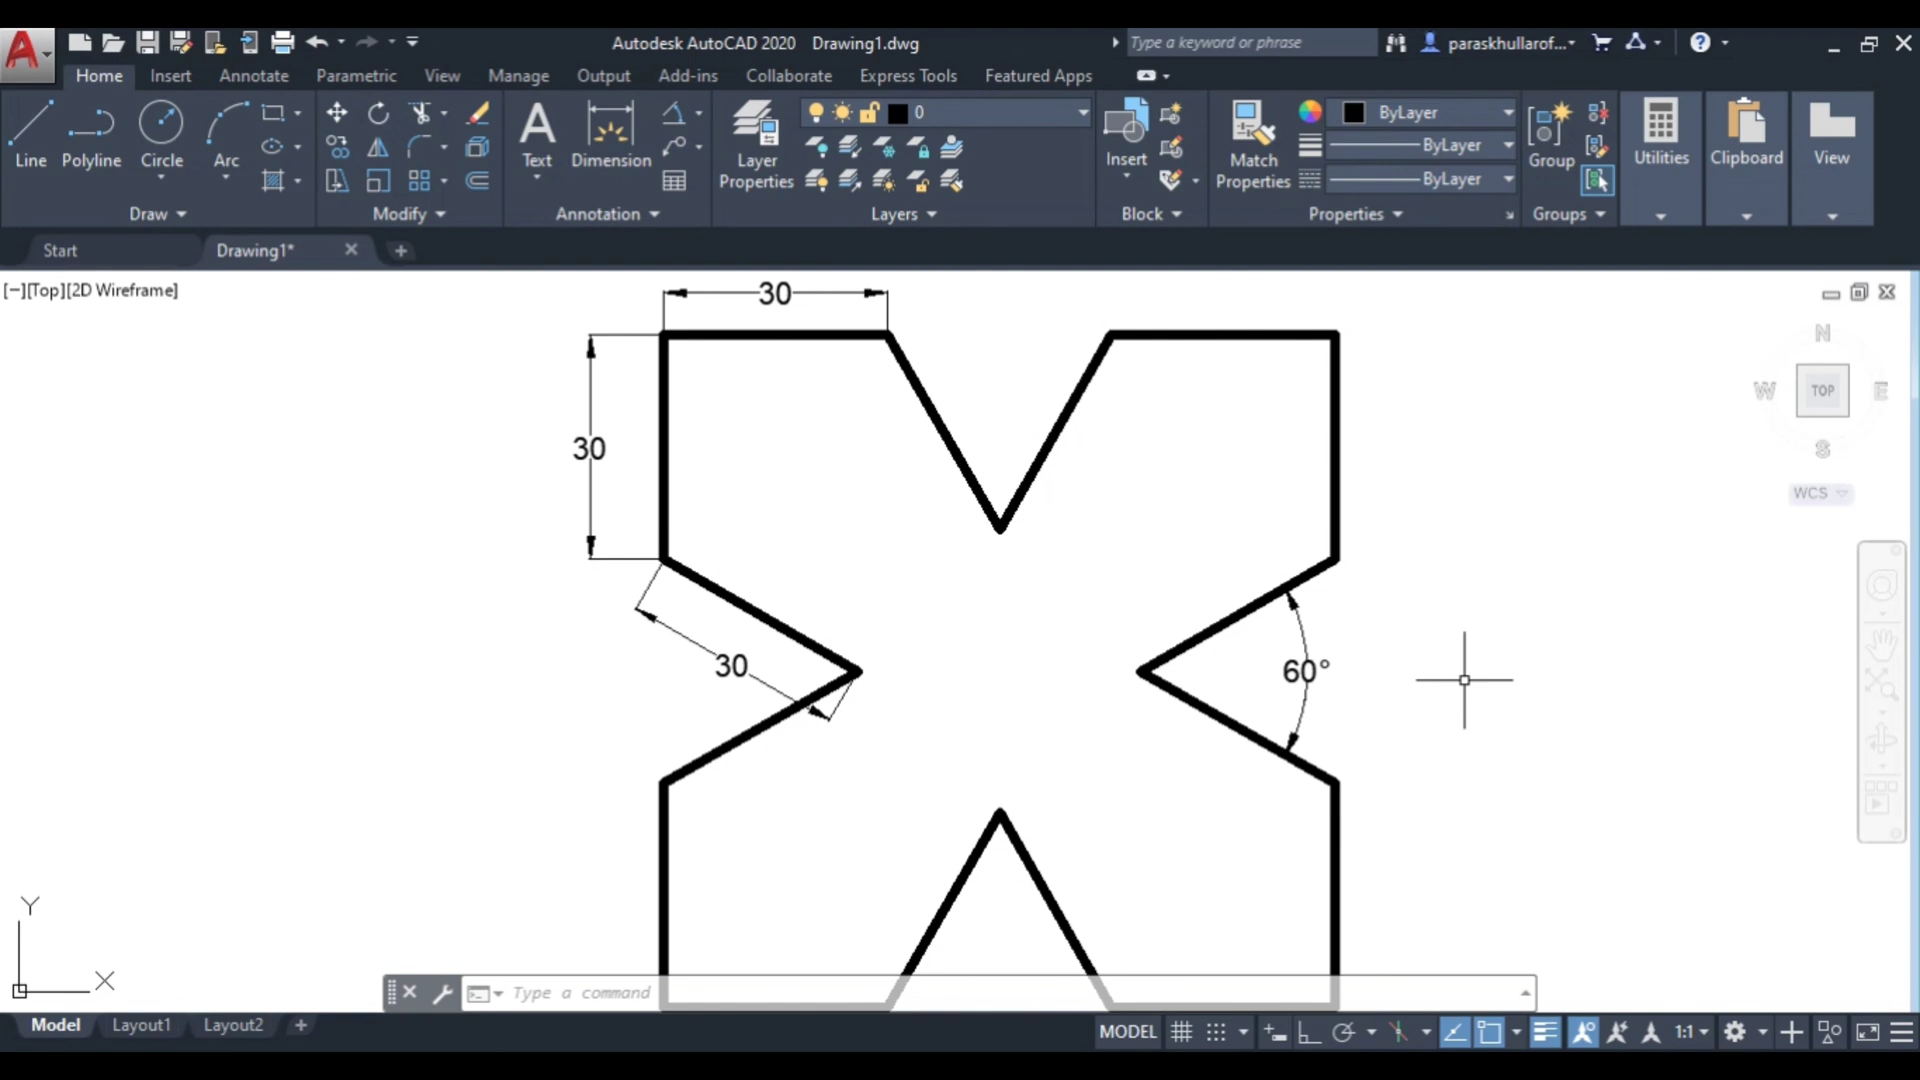 Autodesk AutoCAD 2020 Drawing1.dwg
Type a keyword or phrase
paraskhullarof...
Home Insert Annotate Parametric View Manage Output Add-ins Collaborate Express Tools Featured Apps
0
ByLayer
ByLayer
ByLayer
Line Polyline Circle Arc
Text Dimension
Layer Properties
Insert
Match Properties
Group
Utilities Clipboard View
Draw Modify Annotation Layers Block Properties Groups
Start Drawing1*
[−][Top][2D Wireframe]
30
N
W TOP E
S
WCS
30
30
60°
Y
X
Type a command
Model Layout1 Layout2
MODEL
1:1